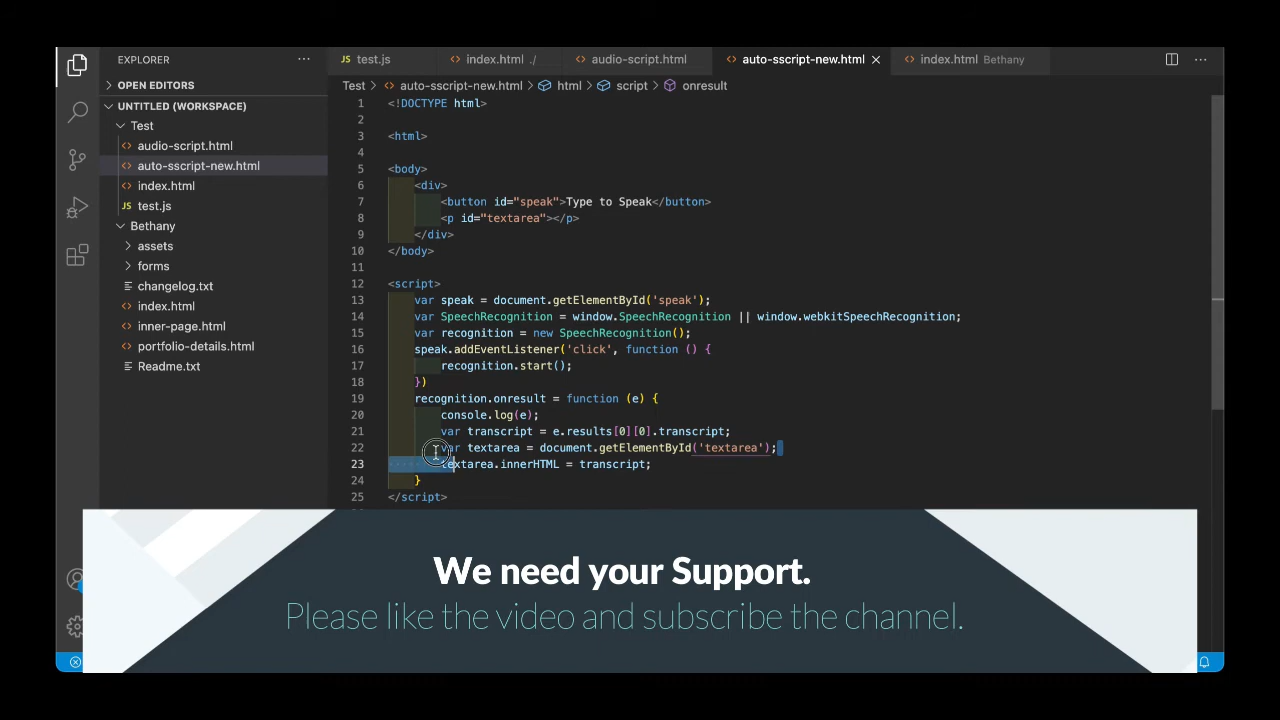 EXPLORER
OPEN EDITORS
UNTITLED (WORKSPACE)
Test
audio-script.html
auto-sscript-new.html
index.html
test.js
Bethany
assets
forms
changelog.txt
index.html
inner-page.html
portfolio-details.html
Readme.txt
test.js
index.html ./
audio-script.html
auto-sscript-new.html
index.html Bethany
Test > auto-sscript-new.html > html > script > onresult
1 <!DOCTYPE html>
2
3 <html>
4
5 <body>
6 <div>
7 <button id="speak">Type to Speak</button>
8 <p id="textarea"></p>
9 </div>
10 </body>
11
12 <script>
13 var speak = document.getElementById('speak');
14 var SpeechRecognition = window.SpeechRecognition || window.webkitSpeechRecognition;
15 var recognition = new SpeechRecognition();
16 speak.addEventListener('click', function () {
17 recognition.start();
18 })
19 recognition.onresult = function (e) {
20 console.log(e);
21 var transcript = e.results[0][0].transcript;
22 var textarea = document.getElementById('textarea');
23 textarea.innerHTML = transcript;
24 }
25 </script>
We need your Support.
Please like the video and subscribe the channel.